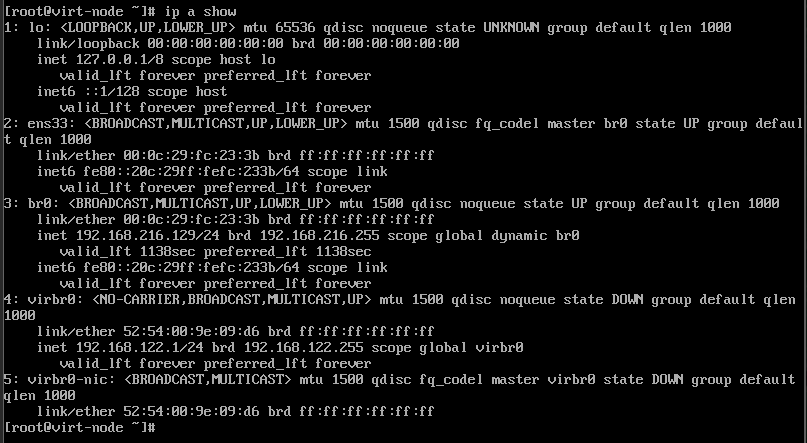 [root@virt-node ~]# ip a show
1: lo: <LOOPBACK,UP,LOWER_UP> mtu 65536 qdisc noqueue state UNKNOWN group default qlen 1000
    link/loopback 00:00:00:00:00:00 brd 00:00:00:00:00:00
    inet 127.0.0.1/8 scope host lo
       valid_lft forever preferred_lft forever
    inet6 ::1/128 scope host
       valid_lft forever preferred_lft forever
2: ens33: <BROADCAST,MULTICAST,UP,LOWER_UP> mtu 1500 qdisc fq_codel master br0 state UP group defaul
t qlen 1000
    link/ether 00:0c:29:fc:23:3b brd ff:ff:ff:ff:ff:ff
    inet6 fe80::20c:29ff:fefc:233b/64 scope link
       valid_lft forever preferred_lft forever
3: br0: <BROADCAST,MULTICAST,UP,LOWER_UP> mtu 1500 qdisc noqueue state UP group default qlen 1000
    link/ether 00:0c:29:fc:23:3b brd ff:ff:ff:ff:ff:ff
    inet 192.168.216.129/24 brd 192.168.216.255 scope global dynamic br0
       valid_lft 1138sec preferred_lft 1138sec
    inet6 fe80::20c:29ff:fefc:233b/64 scope link
       valid_lft forever preferred_lft forever
4: virbr0: <NO-CARRIER,BROADCAST,MULTICAST,UP> mtu 1500 qdisc noqueue state DOWN group default qlen
1000
    link/ether 52:54:00:9e:09:d6 brd ff:ff:ff:ff:ff:ff
    inet 192.168.122.1/24 brd 192.168.122.255 scope global virbr0
       valid_lft forever preferred_lft forever
5: virbr0-nic: <BROADCAST,MULTICAST> mtu 1500 qdisc fq_codel master virbr0 state DOWN group default
qlen 1000
    link/ether 52:54:00:9e:09:d6 brd ff:ff:ff:ff:ff:ff
[root@virt-node ~]#